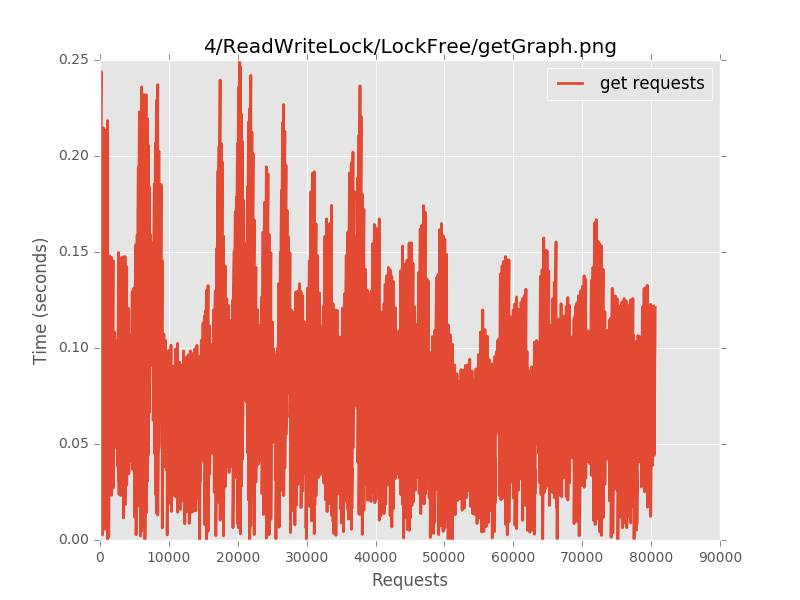 4/ReadWriteLock/LockFree/getGraph.png
get requests
0.25
0.20
0.15
0.10
0.05
0.00
Time (seconds)
0 10000 20000 30000 40000 50000 60000 70000 80000 90000
Requests